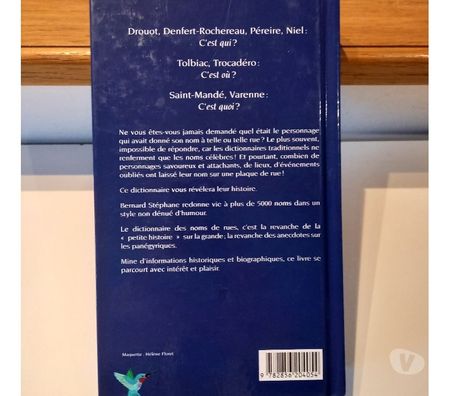 Drouot, Denfert-Rochereau, Péreire, Niel :
C'est qui ?
Tolbiac, Trocadéro :
C'est où ?
Saint-Mandé, Varenne :
C'est quoi ?
Ne vous êtes-vous jamais demandé quel était le personnage
qui avait donné son nom à telle ou telle rue ? Le plus souvent,
impossible de répondre, car les dictionnaires traditionnels ne
renferment que les noms célèbres ! Et pourtant, combien de
personnages savoureux et attachants, de lieux, d'événements
oubliés ont laissé leur nom sur une plaque de rue !
Ce dictionnaire vous révélera leur histoire.
Bernard Stéphane redonne vie à plus de 5000 noms dans un
style non dénué d'humour.
Le dictionnaire des noms de rues, c'est la revanche de la
« petite histoire » sur la grande ; la revanche des anecdotes sur
les panégyriques.
Mine d'informations historiques et biographiques, ce livre se
parcourt avec intérêt et plaisir.
Maquette : Hélène Floret
9 782856 204054